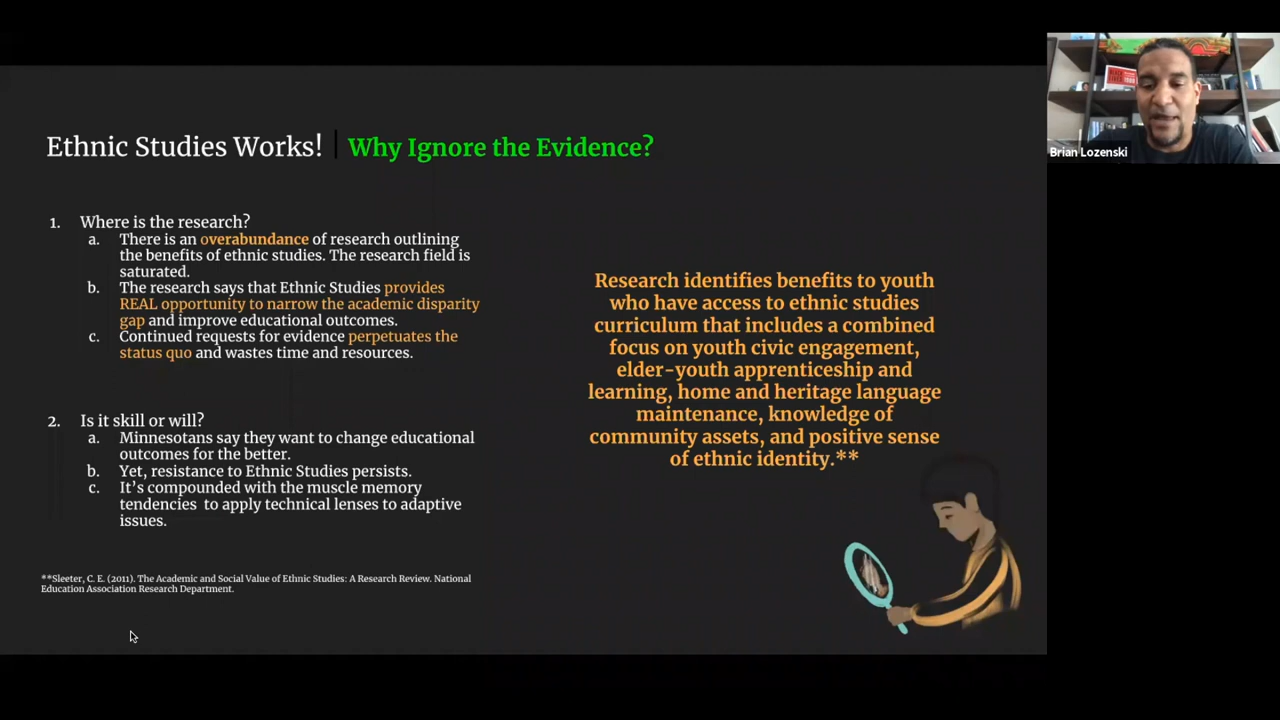 Ethnic Studies Works! | Why Ignore the Evidence?
1. Where is the research?
a. There is an overabundance of research outlining
the benefits of ethnic studies. The research field is
saturated.
b. The research says that Ethnic Studies provides
REAL opportunity to narrow the academic disparity
gap and improve educational outcomes.
c. Continued requests for evidence perpetuates the
status quo and wastes time and resources.
2. Is it skill or will?
a. Minnesotans say they want to change educational
outcomes for the better.
b. Yet, resistance to Ethnic Studies persists.
c. It’s compounded with the muscle memory
tendencies to apply technical lenses to adaptive
issues.
**Sleeter, C. E. (2011). The Academic and Social Value of Ethnic Studies: A Research Review. National
Education Association Research Department.
Research identifies benefits to youth
who have access to ethnic studies
curriculum that includes a combined
focus on youth civic engagement,
elder-youth apprenticeship and
learning, home and heritage language
maintenance, knowledge of
community assets, and positive sense
of ethnic identity.**
Brian Lozenski